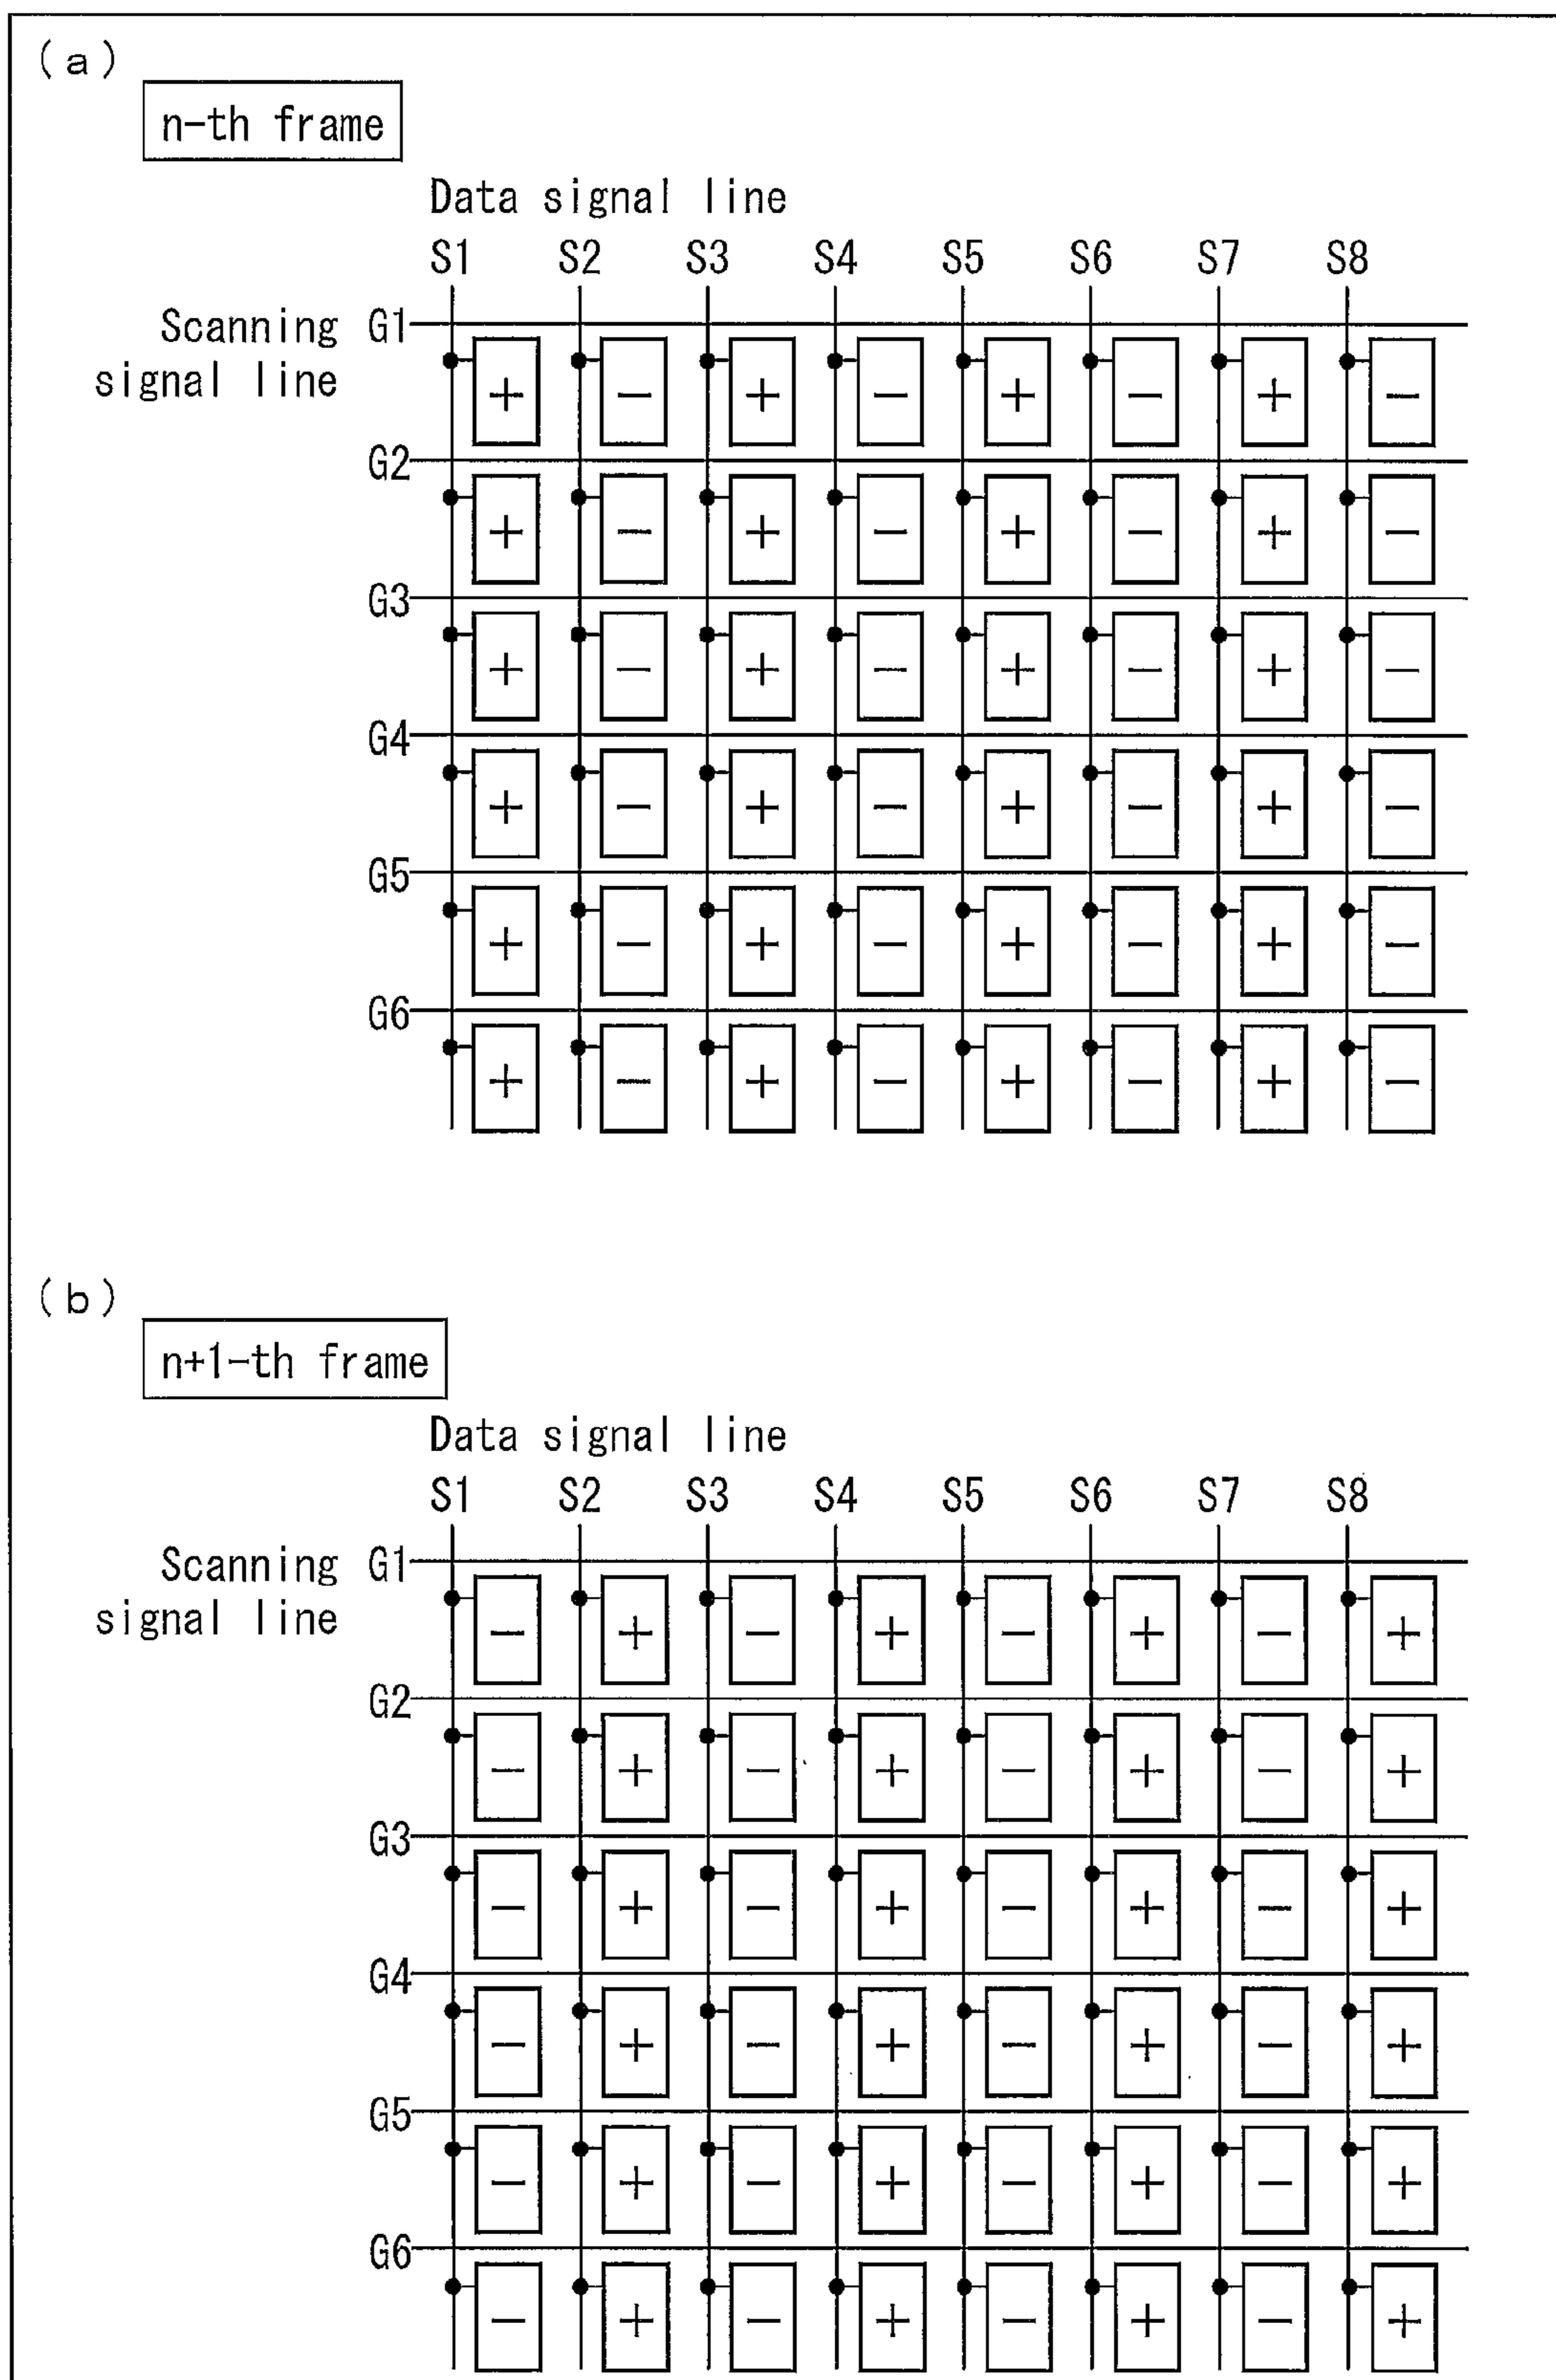 (a)
n-th frame
Data signal line
S1 S2 S3 S4 S5 S6 S7 S8
Scanning signal line
G1
+ − + − + − + −
G2
+ − + − + − + −
G3
+ − + − + − + −
G4
+ − + − + − + −
G5
+ − + − + − + −
G6
+ − + − + − + −
(b)
n+1-th frame
Data signal line
S1 S2 S3 S4 S5 S6 S7 S8
Scanning signal line
G1
− + − + − + − +
G2
− + − + − + − +
G3
− + − + − + − +
G4
− + − + − + − +
G5
− + − + − + − +
G6
− + − + − + − +